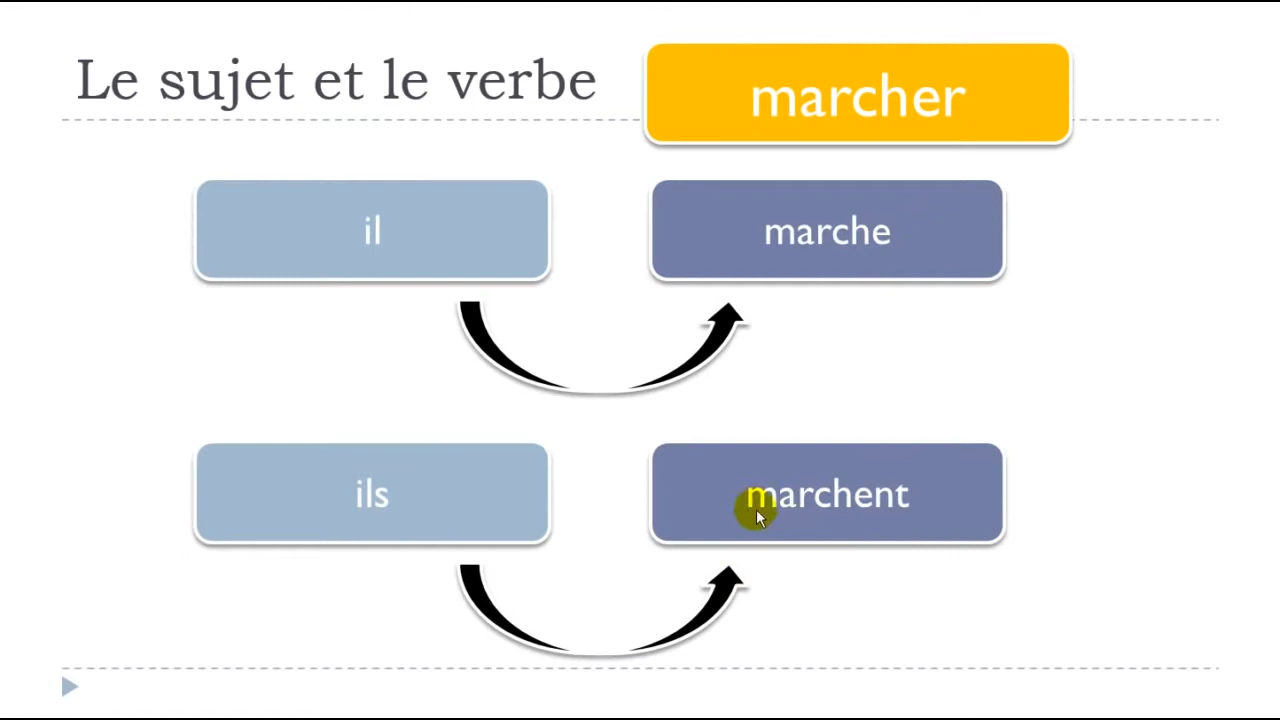 Le sujet et le verbe
marcher
il
marche
ils
marchent